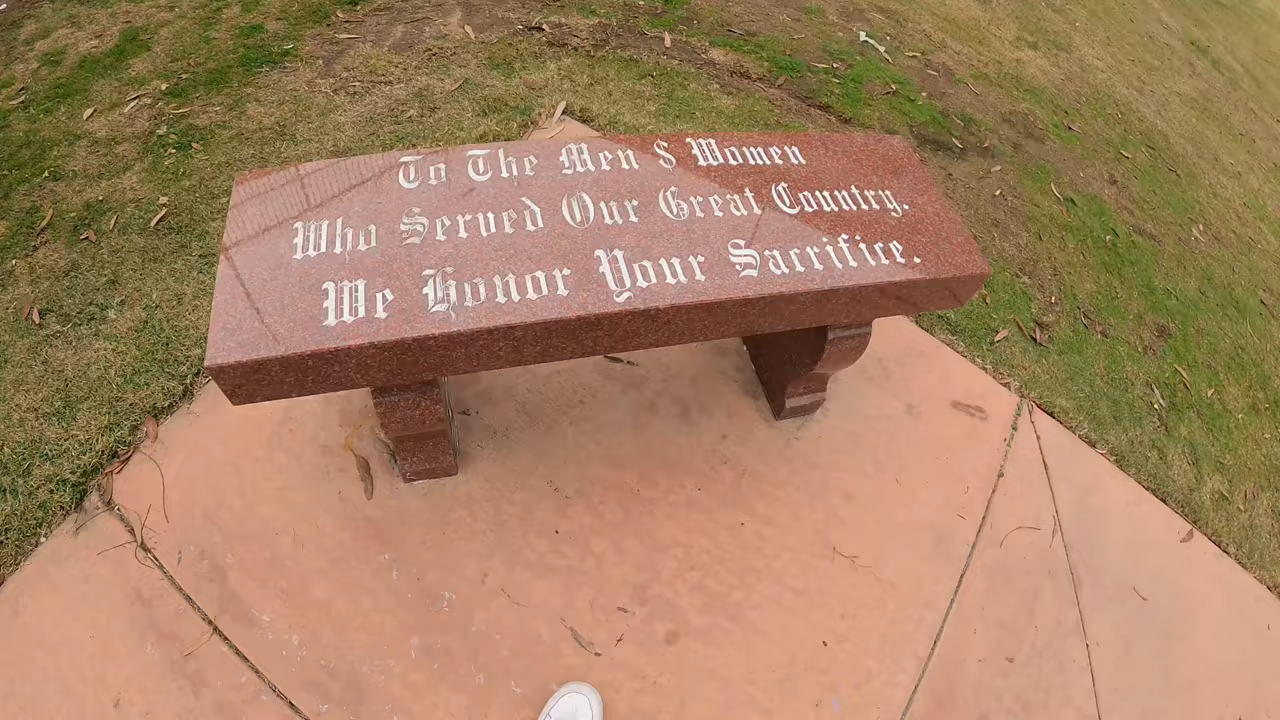 To The Men & Women
Who Served Our Great Country.
We Honor Your Sacrifice.